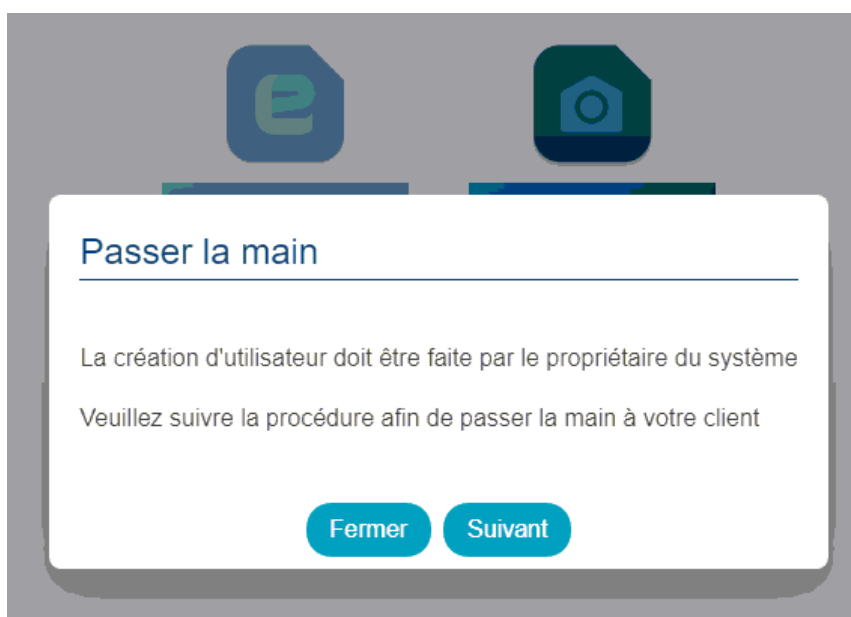 Passer la main
La création d'utilisateur doit être faite par le propriétaire du système
Veuillez suivre la procédure afin de passer la main à votre client
Fermer Suivant